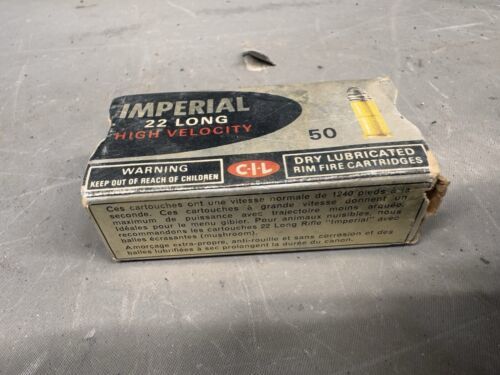 IMPERIAL
22 LONG
HIGH VELOCITY
50
WARNING
KEEP OUT OF REACH OF CHILDREN
C-I-L
DRY LUBRICATED
RIM FIRE CARTRIDGES
Ces cartouches ont une vitesse normale de 1240 pieds à la
seconde. Ces cartouches à grande vitesse donnent un
maximum de puissance avec trajectoire moins arquée.
Idéales pour le menu gibier. Pour animaux nuisibles, nous
recommandons les cartouches 22 Long Rifle "Imperial" avec
balles écrasantes (mushroom).
Amorçage extra-propre, anti-rouille et sans corrosion et des
balles lubrifiées à sec prolongent la durée du canon.